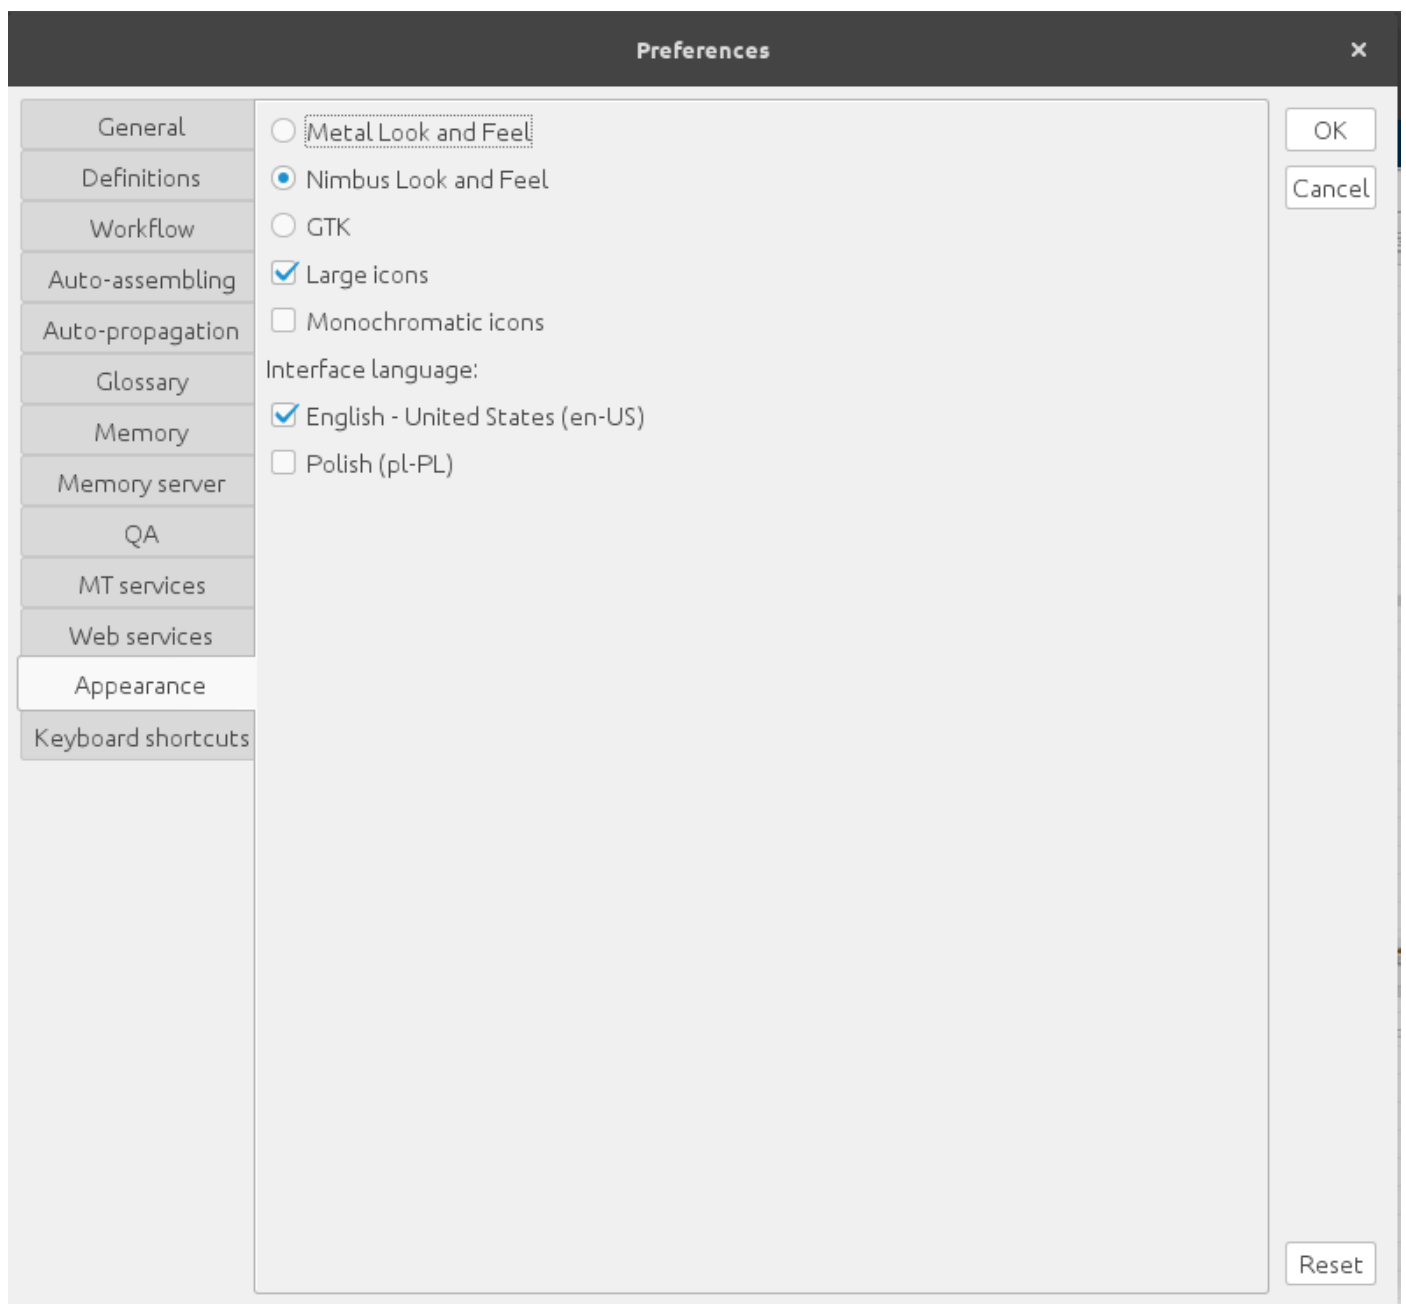 Preferences
General
Definitions
Workflow
Auto-assembling
Auto-propagation
Glossary
Memory
Memory server
QA
MT services
Web services
Appearance
Keyboard shortcuts
Metal Look and Feel
Nimbus Look and Feel
GTK
Large icons
Monochromatic icons
Interface language:
English - United States (en-US)
Polish (pl-PL)
OK
Cancel
Reset